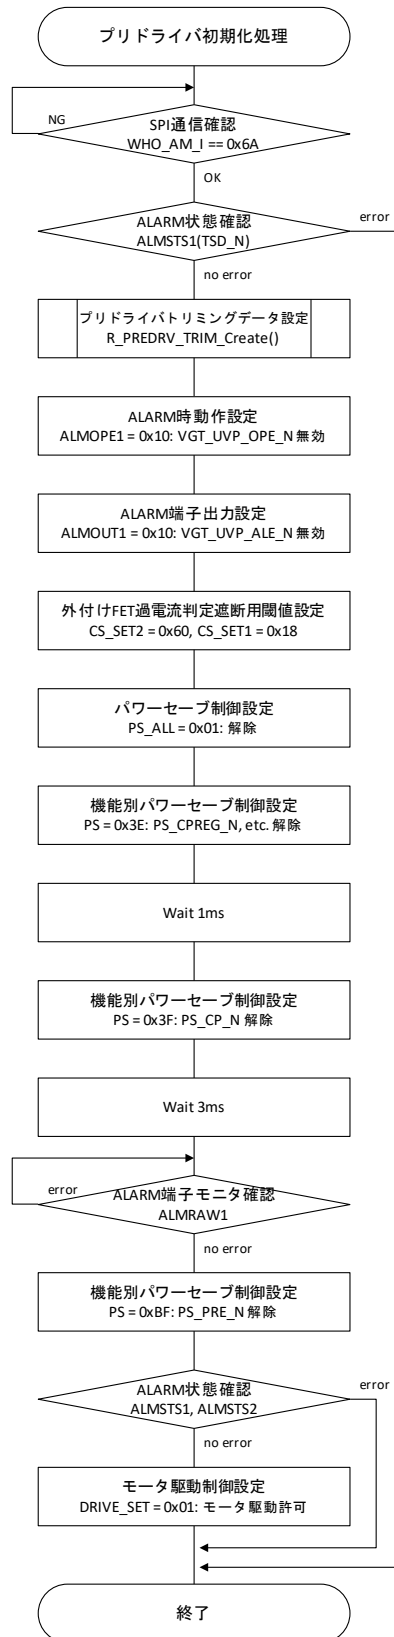 プリドライバ初期化処理
NG
SPI通信確認
WHO_AM_I == 0x6A
OK
ALARM状態確認
ALMSTS1(TSD_N)
error
no error
プリドライバトリミングデータ設定
R_PREDRV_TRIM_Create()
ALARM時動作設定
ALMOPE1 = 0x10: VGT_UVP_OPE_N 無効
ALARM端子出力設定
ALMOUT1 = 0x10: VGT_UVP_ALE_N 無効
外付けFET過電流判定遮断用閾値設定
CS_SET2 = 0x60, CS_SET1 = 0x18
パワーセーブ制御設定
PS_ALL = 0x01: 解除
機能別パワーセーブ制御設定
PS = 0x3E: PS_CPREG_N, etc. 解除
Wait 1ms
機能別パワーセーブ制御設定
PS = 0x3F: PS_CP_N 解除
Wait 3ms
error
ALARM端子モニタ確認
ALMRAW1
no error
機能別パワーセーブ制御設定
PS = 0xBF: PS_PRE_N 解除
ALARM状態確認
ALMSTS1, ALMSTS2
error
no error
モータ駆動制御設定
DRIVE_SET = 0x01: モータ駆動許可
終了